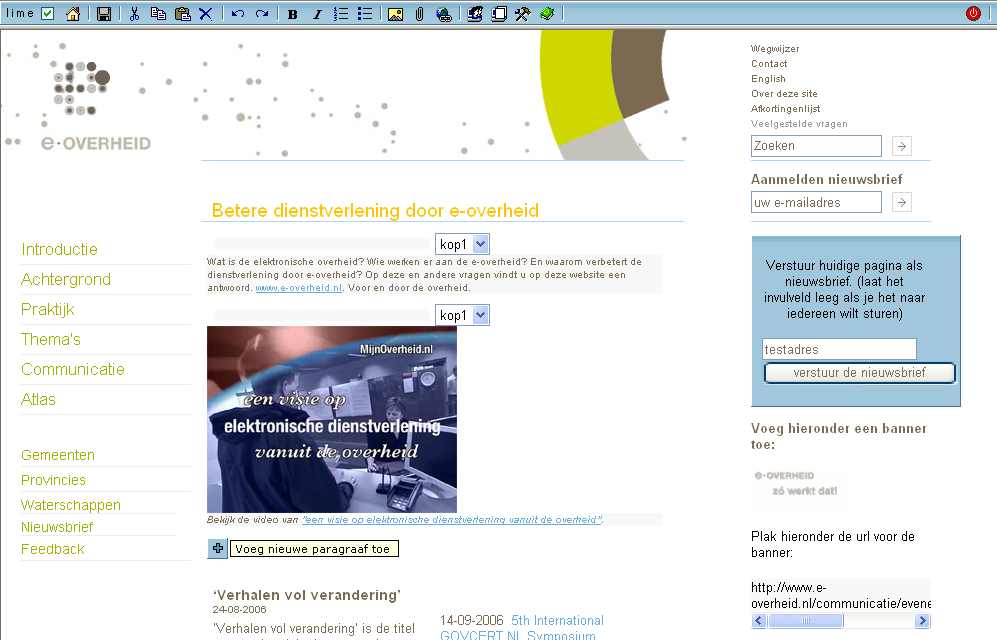 lime
e-OVERHEID
Wegwijzer
Contact
English
Over deze site
Afkortingenlijst
Veelgestelde vragen
Zoeken
Aanmelden nieuwsbrief
uw e-mailadres
Betere dienstverlening door e-overheid
Introductie
Achtergrond
Praktijk
Thema's
Communicatie
Atlas
Gemeenten
Provincies
Waterschappen
Nieuwsbrief
Feedback
kop1
Wat is de elektronische overheid? Wie werken er aan de e-overheid? En waarom verbetert de
dienstverlening door e-overheid? Op deze en andere vragen vindt u op deze website een
antwoord. www.e-overheid.nl. Voor en door de overheid.
kop1
MijnOverheid.nl
een visie op
elektronische dienstverlening
vanuit de overheid
Bekijk de video van "een visie op elektronische dienstverlening vanuit de overheid".
Voeg nieuwe paragraaf toe
‘Verhalen vol verandering’
24-08-2006
'Verhalen vol verandering' is de titel
14-09-2006 5th International
GOVCERT.NL Symposium
Verstuur huidige pagina als
nieuwsbrief. (laat het
invulveld leeg als je het naar
iedereen wilt sturen)
testadres
verstuur de nieuwsbrief
Voeg hieronder een banner
toe:
e-OVERHEID
zó werkt dat!
Plak hieronder de url voor de
banner:
http://www.e-
overheid.nl/communicatie/evene